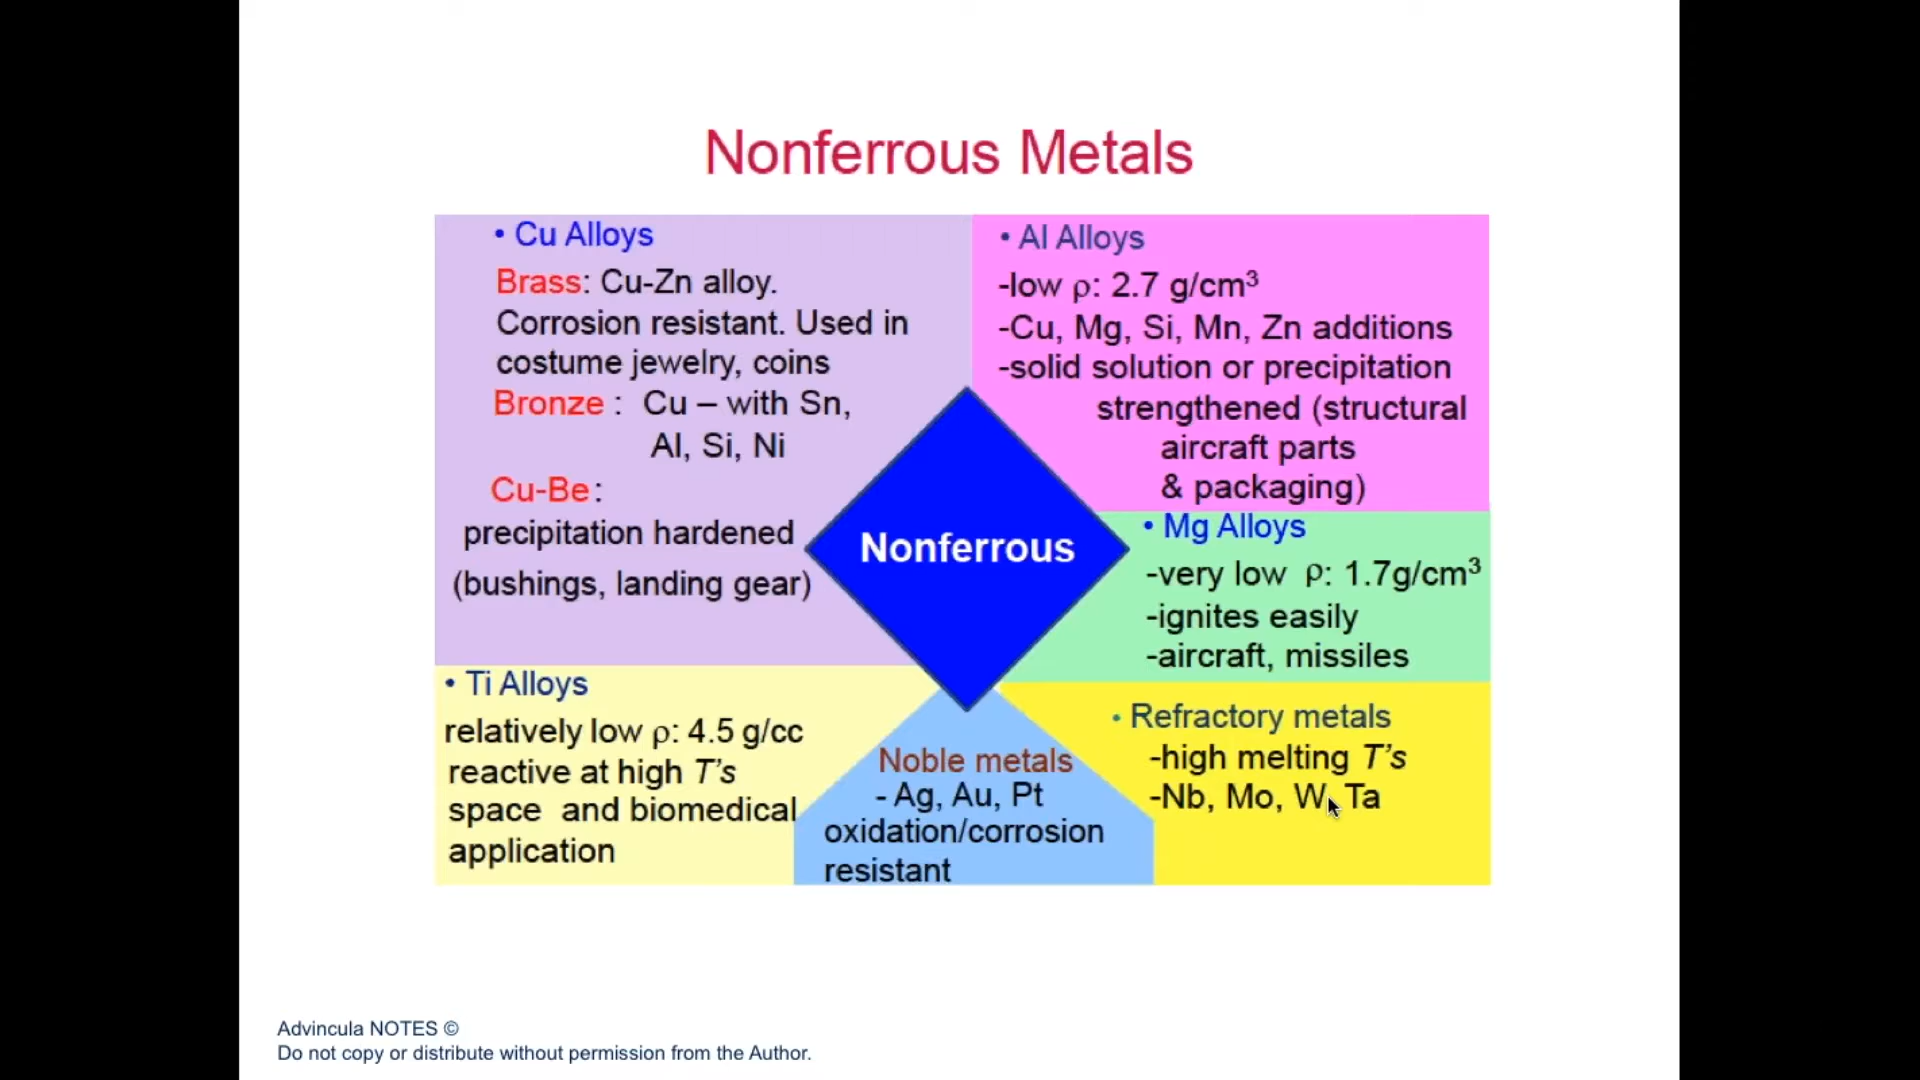 Nonferrous Metals
• Cu Alloys
Brass: Cu-Zn alloy.
Corrosion resistant. Used in
costume jewelry, coins
Bronze : Cu – with Sn,
Al, Si, Ni
Cu-Be :
precipitation hardened
(bushings, landing gear)
• Al Alloys
-low ρ: 2.7 g/cm³
-Cu, Mg, Si, Mn, Zn additions
-solid solution or precipitation
strengthened (structural
aircraft parts
& packaging)
Nonferrous
• Mg Alloys
-very low ρ: 1.7g/cm³
-ignites easily
-aircraft, missiles
• Ti Alloys
relatively low ρ: 4.5 g/cc
reactive at high T's
space and biomedical
application
Noble metals
- Ag, Au, Pt
oxidation/corrosion
resistant
• Refractory metals
-high melting T's
-Nb, Mo, W, Ta
Advincula NOTES ©
Do not copy or distribute without permission from the Author.